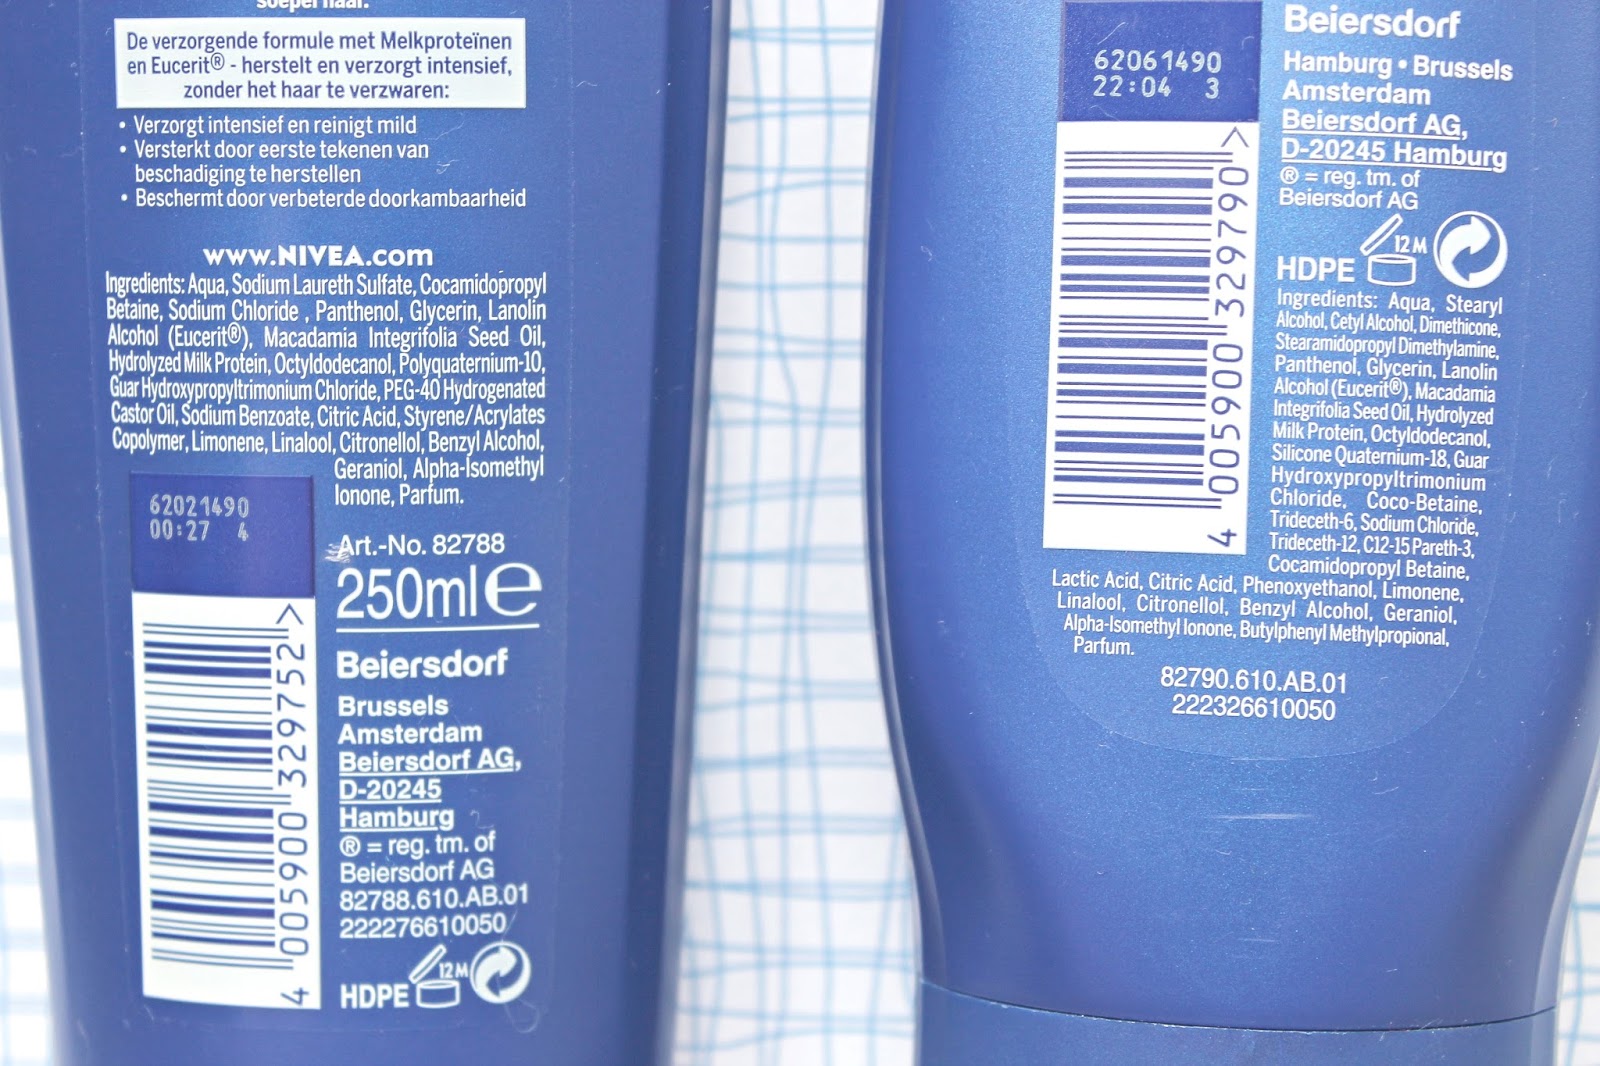 soepel haar.
De verzorgende formule met Melkproteïnen
en Eucerit® - herstelt en verzorgt intensief,
zonder het haar te verzwaren:
• Verzorgt intensief en reinigt mild
• Versterkt door eerste tekenen van
beschadiging te herstellen
• Beschermt door verbeterde doorkambaarheid
www.NIVEA.com
Ingredients: Aqua, Sodium Laureth Sulfate, Cocamidopropyl
Betaine, Sodium Chloride , Panthenol, Glycerin, Lanolin
Alcohol (Eucerit®), Macadamia Integrifolia Seed Oil,
Hydrolyzed Milk Protein, Octyldodecanol, Polyquaternium-10,
Guar Hydroxypropyltrimonium Chloride, PEG-40 Hydrogenated
Castor Oil, Sodium Benzoate, Citric Acid, Styrene/Acrylates
Copolymer, Limonene, Linalool, Citronellol, Benzyl Alcohol,
Geraniol, Alpha-Isomethyl
Ionone, Parfum.
62021490
00:27 4
Art.-No. 82788
250ml e
Beiersdorf
Brussels
Amsterdam
Beiersdorf AG,
D-20245
Hamburg
® = reg. tm. of
Beiersdorf AG
82788.610.AB.01
222276610050
HDPE 12M
4 005900 329752 >
62061490
22:04 3
4 005900 329790 >
Beiersdorf
Hamburg • Brussels
Amsterdam
Beiersdorf AG,
D-20245 Hamburg
® = reg. tm. of
Beiersdorf AG
HDPE 12M
Ingredients: Aqua, Stearyl
Alcohol, Cetyl Alcohol, Dimethicone,
Stearamidopropyl Dimethylamine,
Panthenol, Glycerin, Lanolin
Alcohol (Eucerit®), Macadamia
Integrifolia Seed Oil, Hydrolyzed
Milk Protein, Octyldodecanol,
Silicone Quaternium-18, Guar
Hydroxypropyltrimonium
Chloride, Coco-Betaine,
Trideceth-6, Sodium Chloride,
Trideceth-12, C12-15 Pareth-3,
Cocamidopropyl Betaine,
Lactic Acid, Citric Acid, Phenoxyethanol, Limonene,
Linalool, Citronellol, Benzyl Alcohol, Geraniol,
Alpha-Isomethyl Ionone, Butylphenyl Methylpropional,
Parfum.
82790.610.AB.01
222326610050